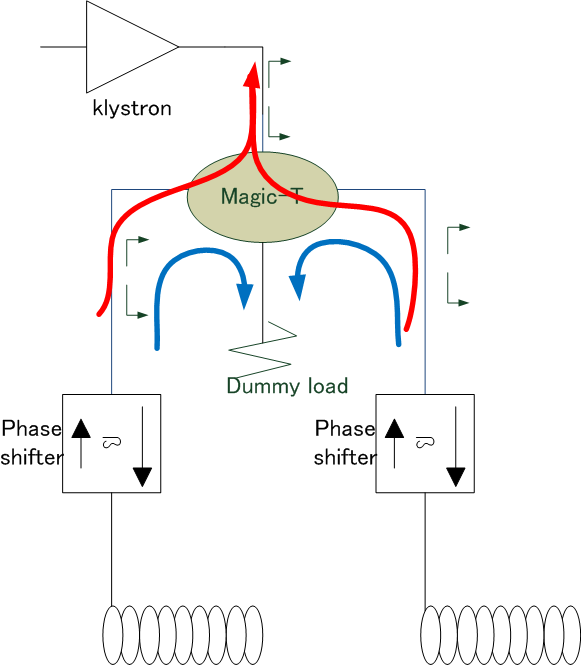 klystron
Magic-T
Dummy load
Phase
shifter
Phase
shifter